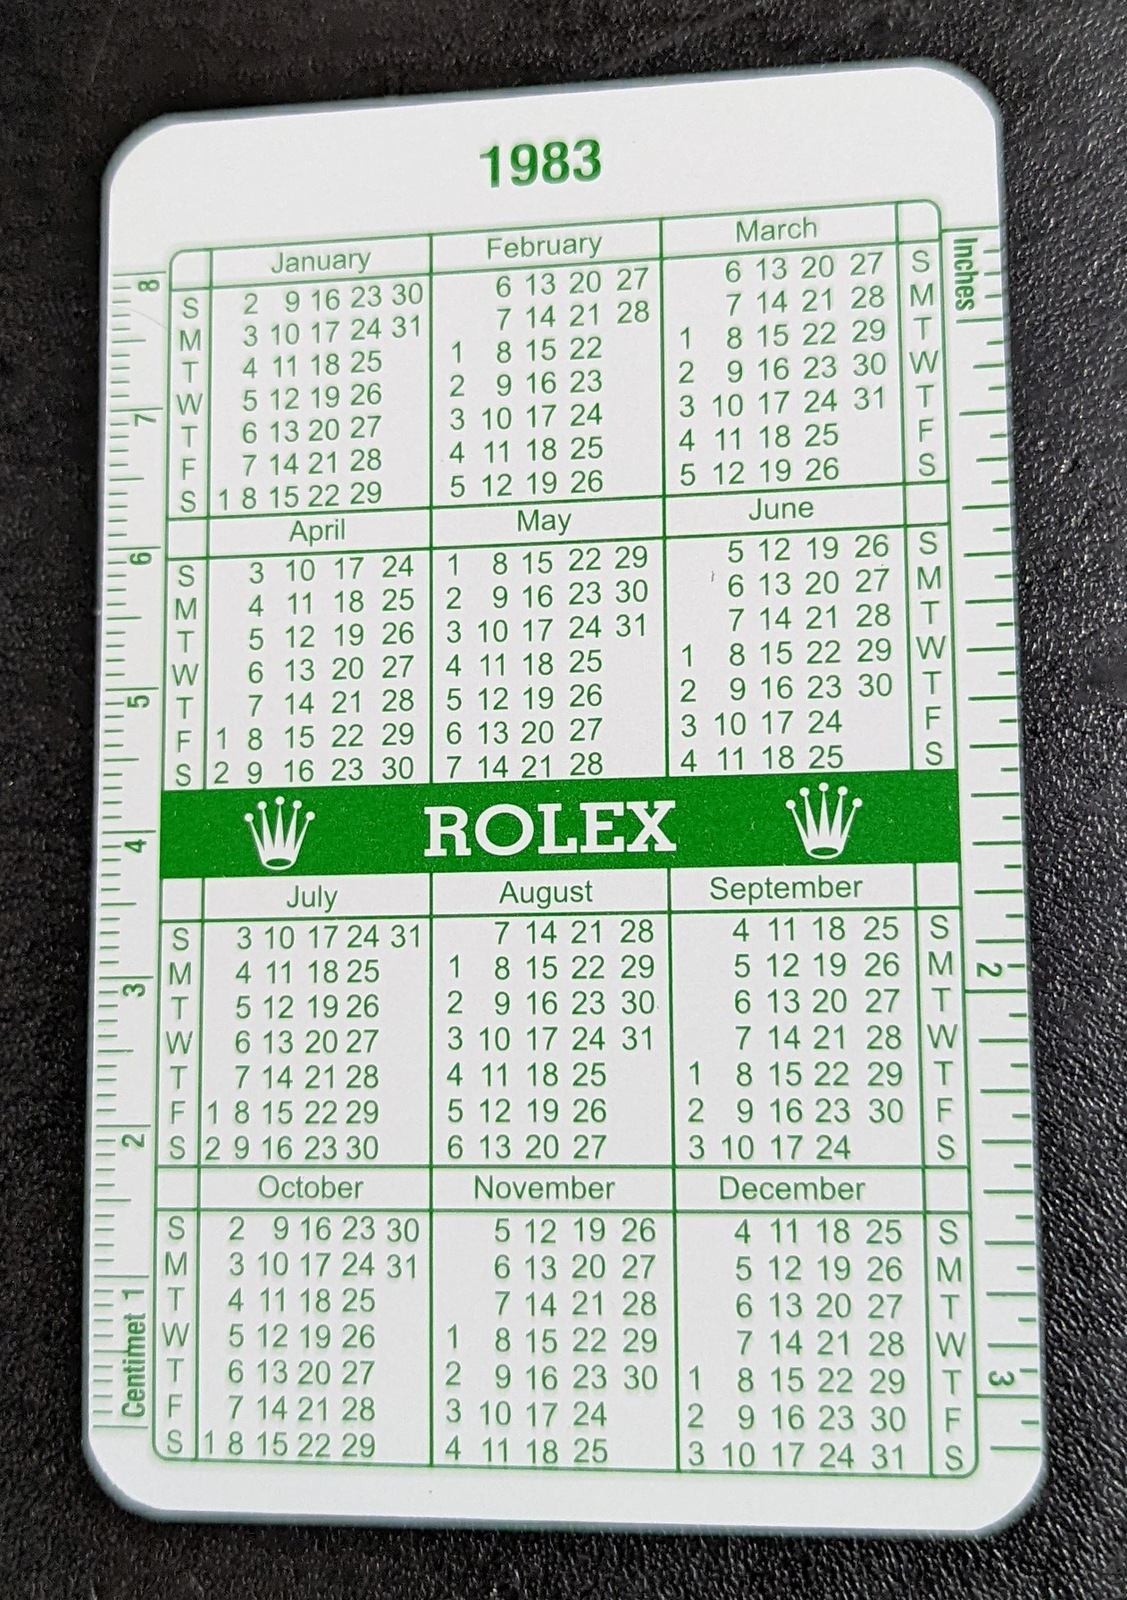 1983
January February March
S 2 9 16 23 30 6 13 20 27 6 13 20 27 S
M 3 10 17 24 31 7 14 21 28 7 14 21 28 M
T 4 11 18 25 1 8 15 22 1 8 15 22 29 T
W 5 12 19 26 2 9 16 23 2 9 16 23 30 W
T 6 13 20 27 3 10 17 24 3 10 17 24 31 T
F 7 14 21 28 4 11 18 25 4 11 18 25 F
S 1 8 15 22 29 5 12 19 26 5 12 19 26 S
April May June
S 3 10 17 24 1 8 15 22 29 5 12 19 26 S
M 4 11 18 25 2 9 16 23 30 6 13 20 27 M
T 5 12 19 26 3 10 17 24 31 7 14 21 28 T
W 6 13 20 27 4 11 18 25 1 8 15 22 29 W
T 7 14 21 28 5 12 19 26 2 9 16 23 30 T
F 1 8 15 22 29 6 13 20 27 3 10 17 24 F
S 2 9 16 23 30 7 14 21 28 4 11 18 25 S
ROLEX
July August September
S 3 10 17 24 31 7 14 21 28 4 11 18 25 S
M 4 11 18 25 1 8 15 22 29 5 12 19 26 M
T 5 12 19 26 2 9 16 23 30 6 13 20 27 T
W 6 13 20 27 3 10 17 24 31 7 14 21 28 W
T 7 14 21 28 4 11 18 25 1 8 15 22 29 T
F 1 8 15 22 29 5 12 19 26 2 9 16 23 30 F
S 2 9 16 23 30 6 13 20 27 3 10 17 24 S
October November December
S 2 9 16 23 30 5 12 19 26 4 11 18 25 S
M 3 10 17 24 31 6 13 20 27 5 12 19 26 M
T 4 11 18 25 7 14 21 28 6 13 20 27 T
W 5 12 19 26 1 8 15 22 29 7 14 21 28 W
T 6 13 20 27 2 9 16 23 30 1 8 15 22 29 T
F 7 14 21 28 3 10 17 24 2 9 16 23 30 F
S 1 8 15 22 29 4 11 18 25 3 10 17 24 31 S
Centimet 1 2 3 4 5 6 7 8
Inches 2 3